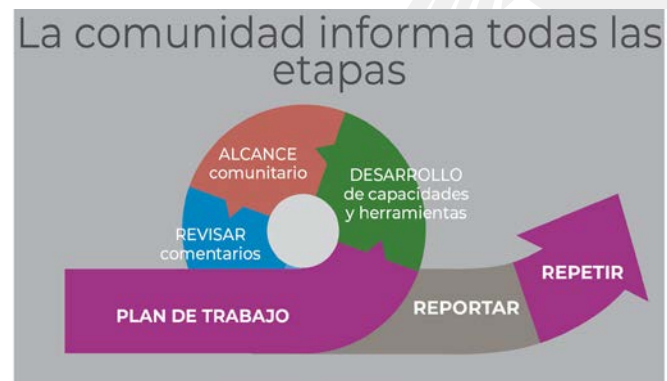 La comunidad informa todas las
etapas
ALCANCE
comunitario
DESARROLLO
de capacidades
y herramientas
REVISAR
comentarios
PLAN DE TRABAJO
REPORTAR
REPETIR